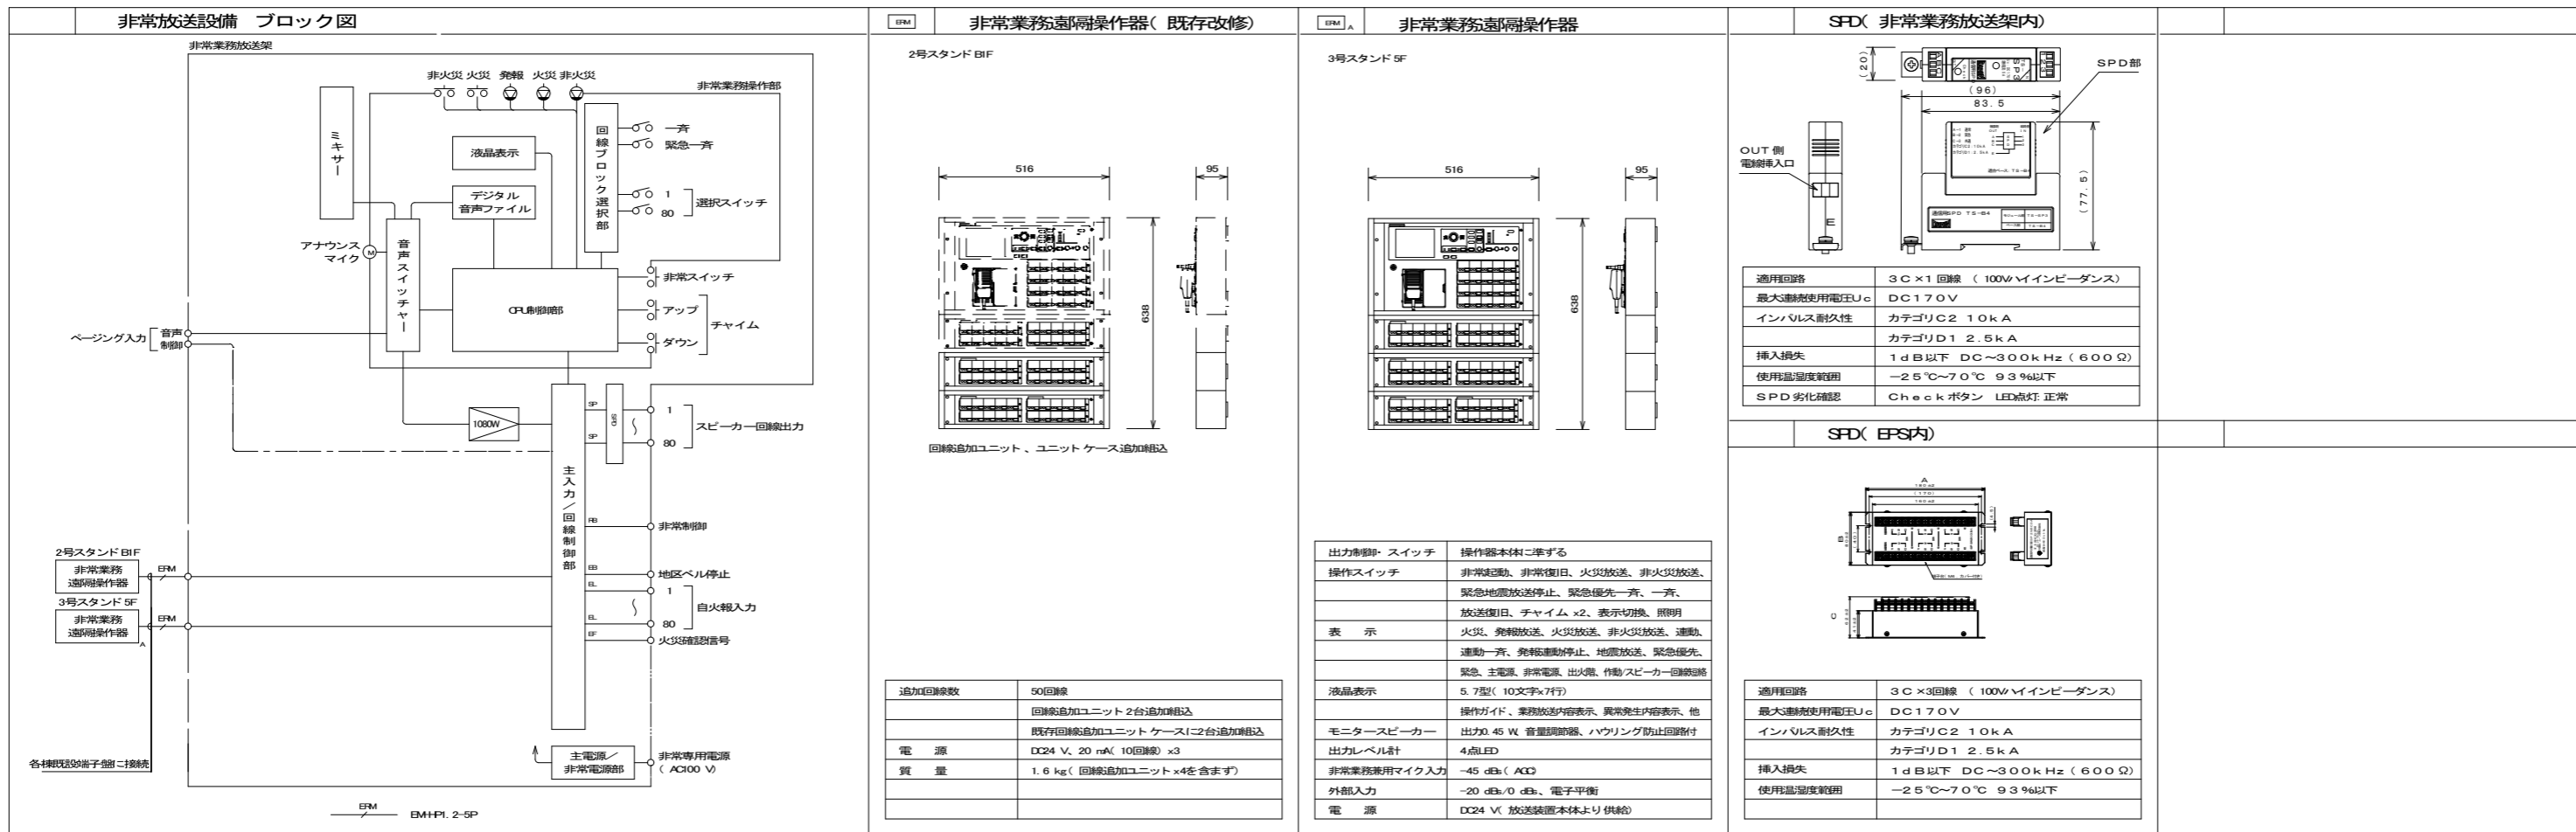 非常放送設備 ブロック図
非常業務放送架
非火災 火災 発報 火災 非火災
非常業務操作部
ミキサー
液晶表示
デジタル
音声ファイル
回線ブロック選択部
一斉
緊急一斉
1
80
選択スイッチ
アナウンス
マイク
M
音声スイッチャー
CPU制御部
非常スイッチ
アップ
ダウン
チャイム
ページング入力
音声
制御
1080W
主入力/回線制御部
SP
SP
SPD
1
80
スピーカー回線出力
RB
非常制御
EB
地区ベル停止
EL
1
EL
80
自火報入力
EF
火災確認信号
2号スタンド B1F
非常業務
遠隔操作器
ERM
3号スタンド 5F
非常業務
遠隔操作器
ERM
A
各棟既設端子盤に接続
主電源/
非常電源部
非常専用電源
( AC100 V)
ERM
EM-HP1.2-5P
ERM
非常業務遠隔操作器( 既存改修)
2号スタンド B1F
516
95
638
回線追加ユニット 、ユニット ケース追加組込
追加回線数 50回線
回線追加ユニット 2台追加組込
既存回線追加ユニット ケースに2台追加組込
電 源 DC24 V、20 mA( 10回線) x3
質 量 1.6 kg( 回線追加ユニット x4を含まず)
ERM A
非常業務遠隔操作器
3号スタンド 5F
516
95
638
出力制御・スイッチ 操作器本体に準ずる
操作スイッチ 非常起動、非常復旧、火災放送、非火災放送、
緊急地震放送停止、緊急優先一斉、一斉、
放送復旧、チャイム x2、表示切換、照明
表 示 火災、発報放送、火災放送、非火災放送、連動、
連動一斉、発報連動停止、地震放送、緊急優先、
緊急、主電源、非常電源、出火階、作動/スピーカー回線短絡
液晶表示 5.7型( 10文字x7行)
操作ガイド 、業務放送内容表示、異常発生内容表示、他
モニタースピーカー 出力0.45 W, 音量調節器、ハウリング防止回路付
出力レベル計 4点LED
非常業務兼用マイク入力 -45 dBs( AGC)
外部入力 -20 dBs/0 dBs、電子平衡
電 源 DC24 V( 放送装置本体より供給)
SPD( 非常業務放送架内)
(20)
SPD部
(96)
83.5
OUT 側
電線挿入口
E
(77.5)
通信用SPD TS-B4
適用回路 3C×1 回線 ( 100Vハイインピーダンス)
最大連続使用電圧Uc DC170V
インパルス耐久性 カテゴリC2 10kA
カテゴリD1 2.5kA
挿入損失 1dB以下 DC~300kHz(600Ω)
使用温湿度範囲 -25℃~70℃ 93%以下
SPD劣化確認 Checkボタン LED点灯:正常
SPD( EPS内)
A
(170)
B
C
適用回路 3C×3回線 ( 100Vハイインピーダンス)
最大連続使用電圧Uc DC170V
インパルス耐久性 カテゴリC2 10kA
カテゴリD1 2.5kA
挿入損失 1dB以下 DC~300kHz(600Ω)
使用温湿度範囲 -25℃~70℃ 93%以下